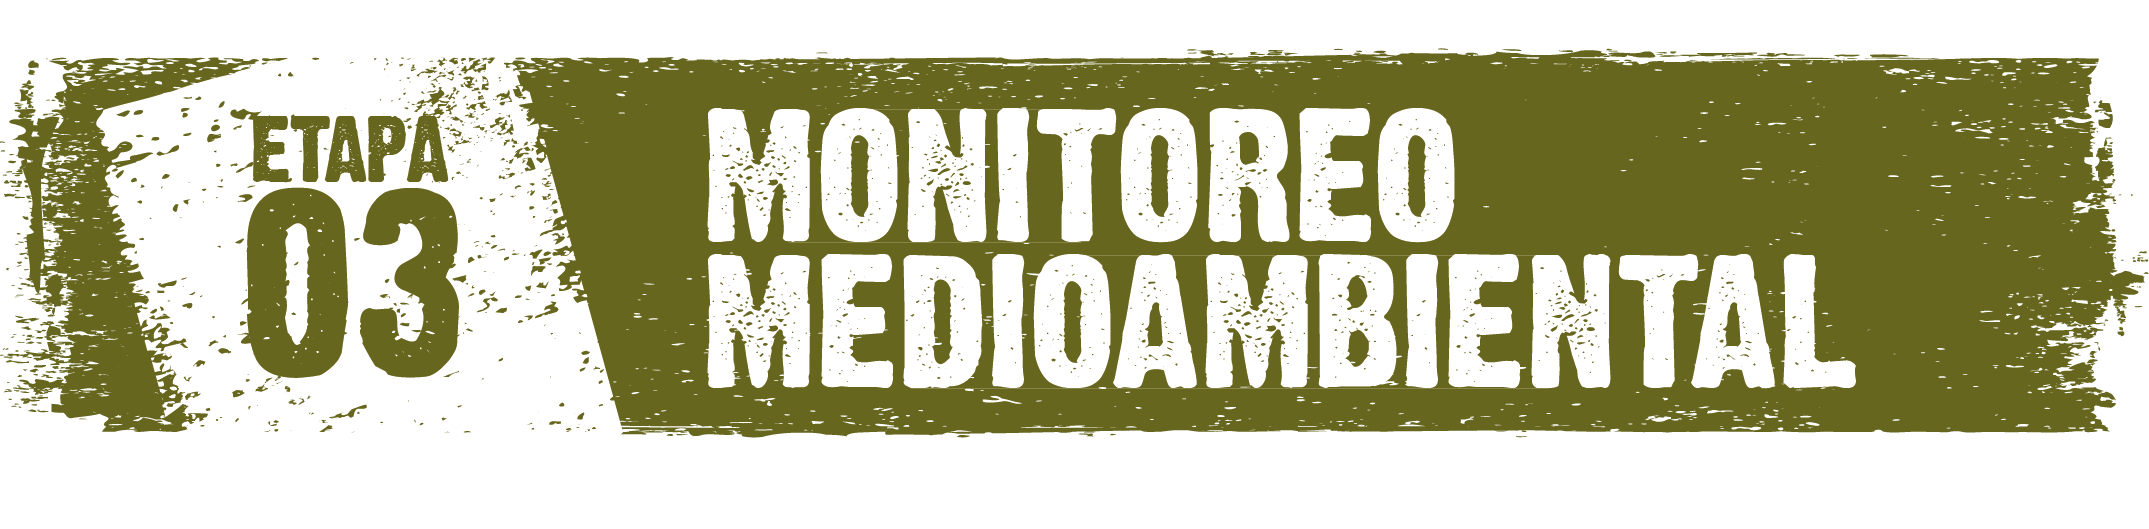 ETAPA
03
MONITOREO
MEDIOAMBIENTAL